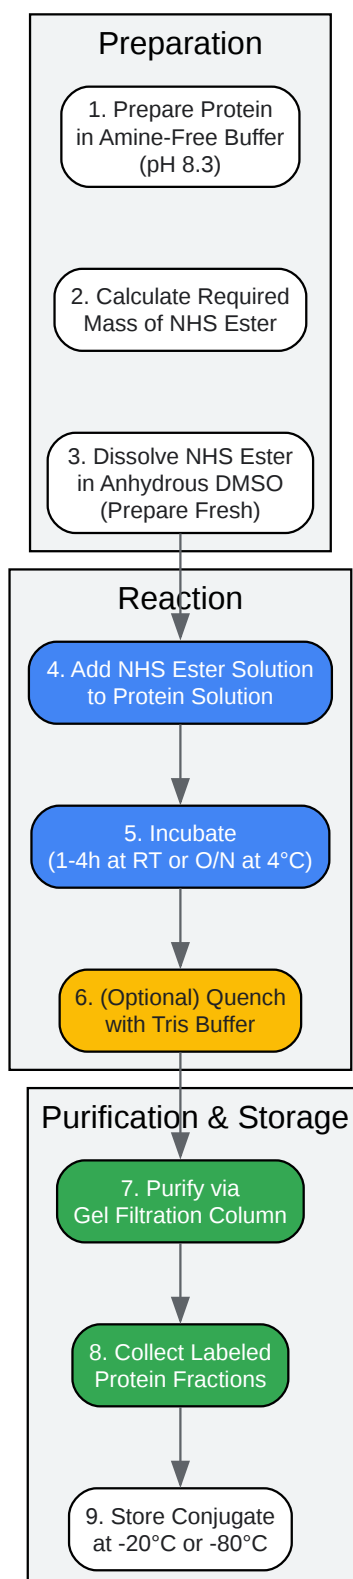 Preparation
1. Prepare Protein
in Amine-Free Buffer
(pH 8.3)
2. Calculate Required
Mass of NHS Ester
3. Dissolve NHS Ester
in Anhydrous DMSO
(Prepare Fresh)
Reaction
4. Add NHS Ester Solution
to Protein Solution
5. Incubate
(1-4h at RT or O/N at 4°C)
6. (Optional) Quench
with Tris Buffer
Purification & Storage
7. Purify via
Gel Filtration Column
8. Collect Labeled
Protein Fractions
9. Store Conjugate
at -20°C or -80°C